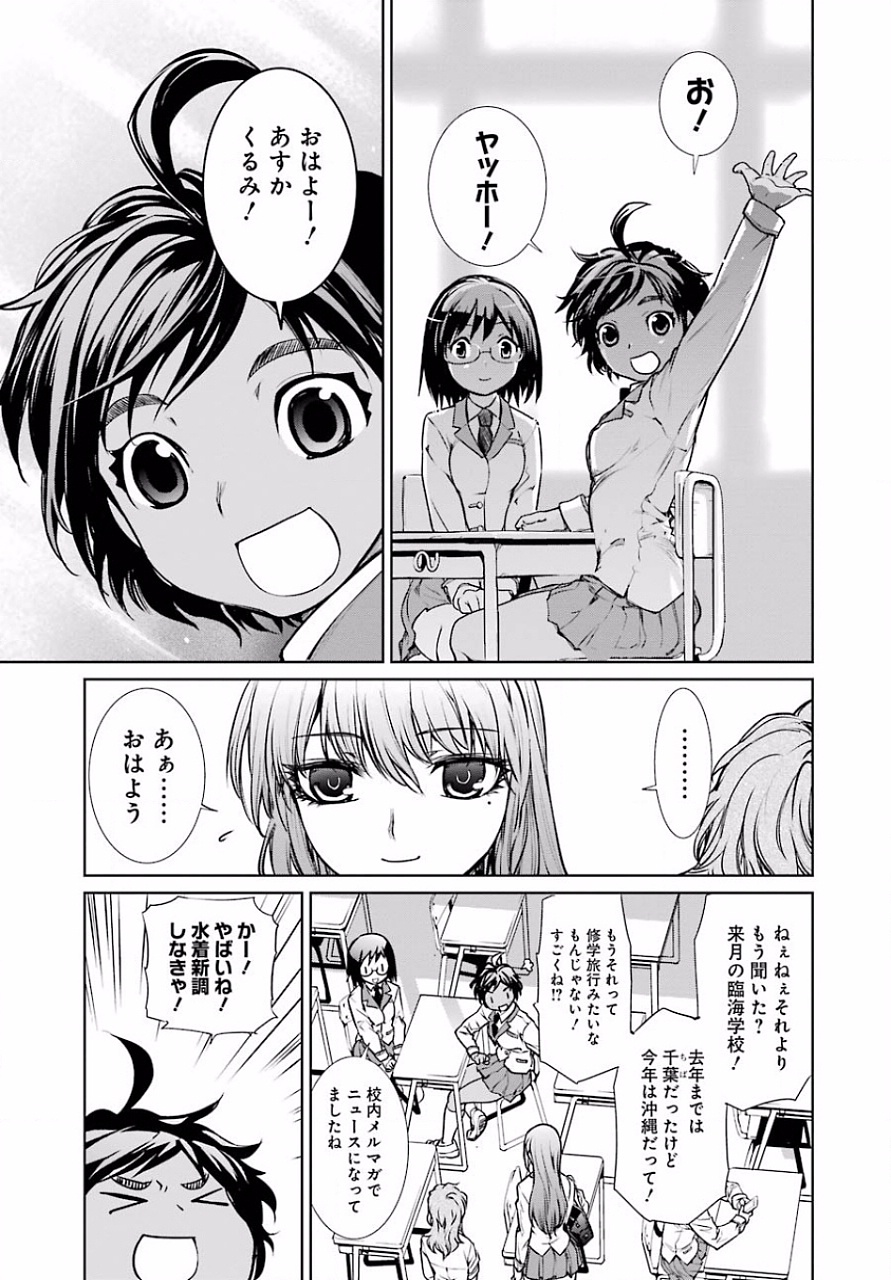 お！
ヤッホー！
おはよー！
あすか
くるみ！
………
あぁ……
おはよう
ねぇねぇそれより
もう聞いた？
来月の臨海学校！
去年までは
千葉だったけど
ちば
今年は沖縄だって！
もうそれって
修学旅行みたいな
もんじゃない！
すごくね!?
校内メルマガで
ニュースになって
ましたね
かー！
やばいね！
水着新調
しなきゃ！